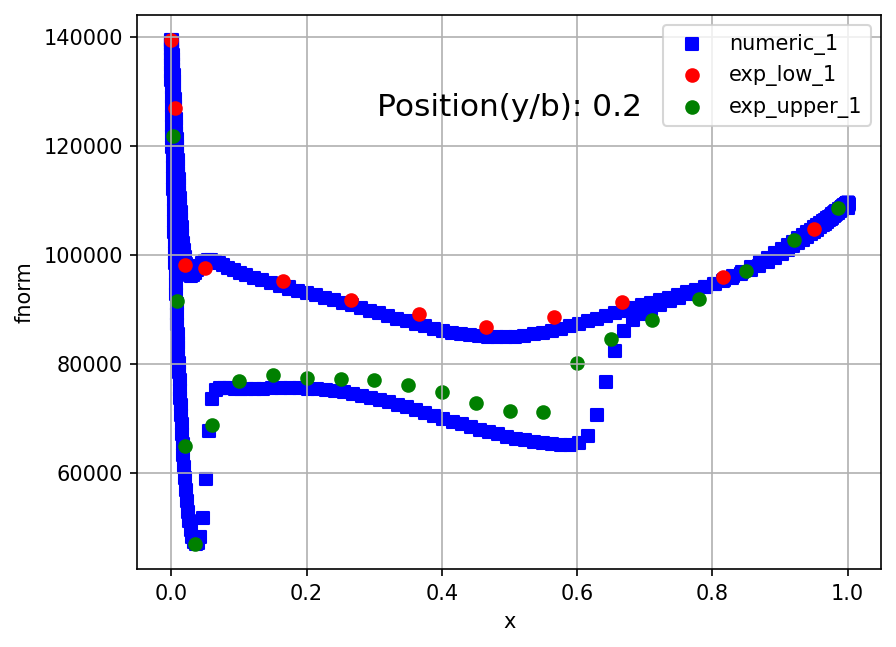 140000
120000
100000
80000
60000
fnorm
0.0 0.2 0.4 0.6 0.8 1.0
x
Position(y/b): 0.2
numeric_1
exp_low_1
exp_upper_1